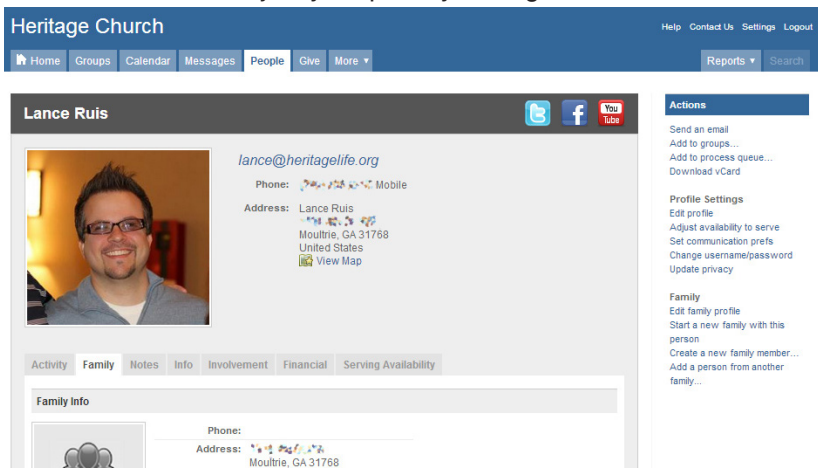 Heritage Church
Help Contact Us Settings Logout
Home Groups Calendar Messages People Give More ▼
Reports ▼ Search
Lance Ruis
You
Tube
lance@heritagelife.org
Phone: Mobile
Address: Lance Ruis
Moultrie, GA 31768
United States
View Map
Activity Family Notes Info Involvement Financial Serving Availability
Family Info
Phone:
Address:
Moultrie, GA 31768
Actions
Send an email
Add to groups...
Add to process queue...
Download vCard
Profile Settings
Edit profile
Adjust availability to serve
Set communication prefs
Change username/password
Update privacy
Family
Edit family profile
Start a new family with this
person
Create a new family member...
Add a person from another
family...